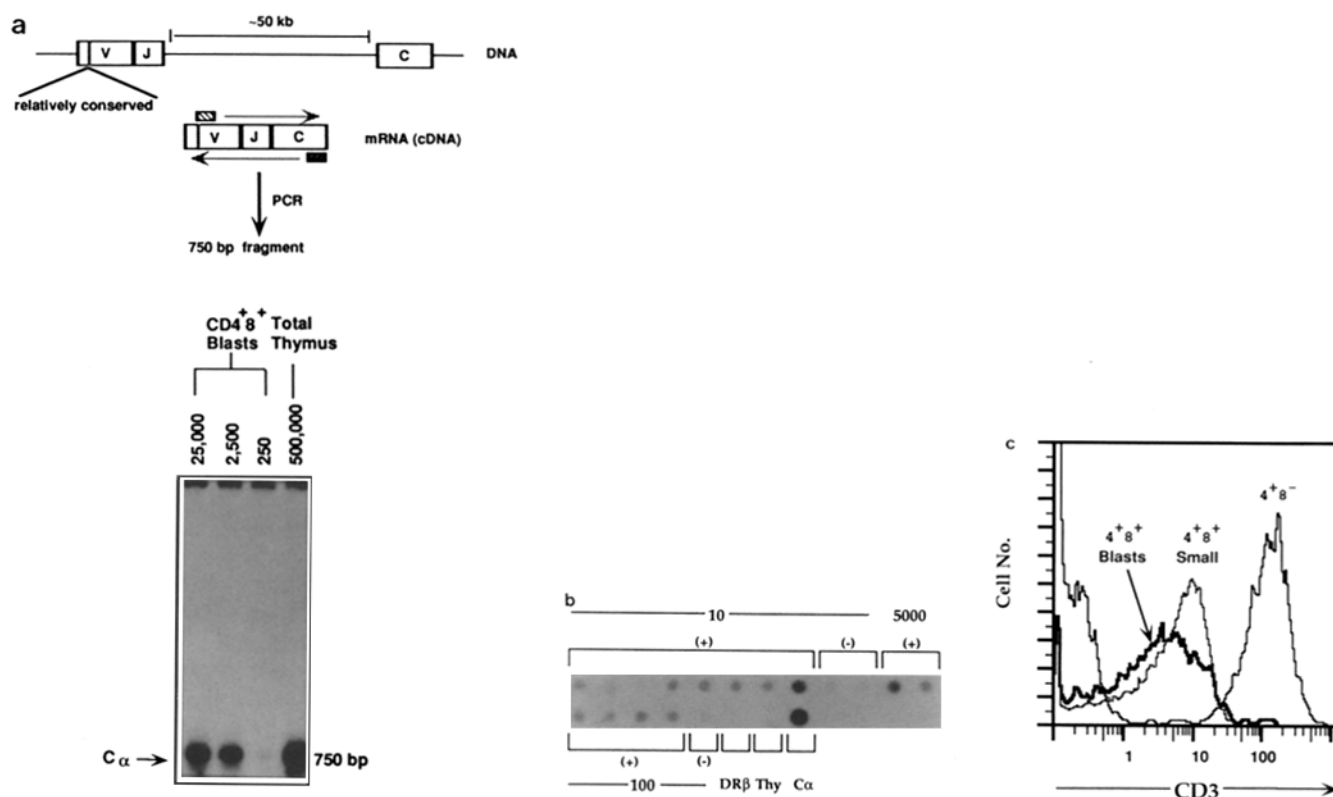 a
~50 kb
V J C DNA
relatively conserved
V J C mRNA (cDNA)
PCR
750 bp fragment
CD4+8+ Total
Blasts Thymus
25,000 2,500 250 500,000
Cα 750 bp
b
10 5000
(+) (-) (+)
(+) (-) DRβ Thy Cα
100
c
Cell No.
4+8+
Blasts
4+8+
Small
4+8-
1 10 100
CD3